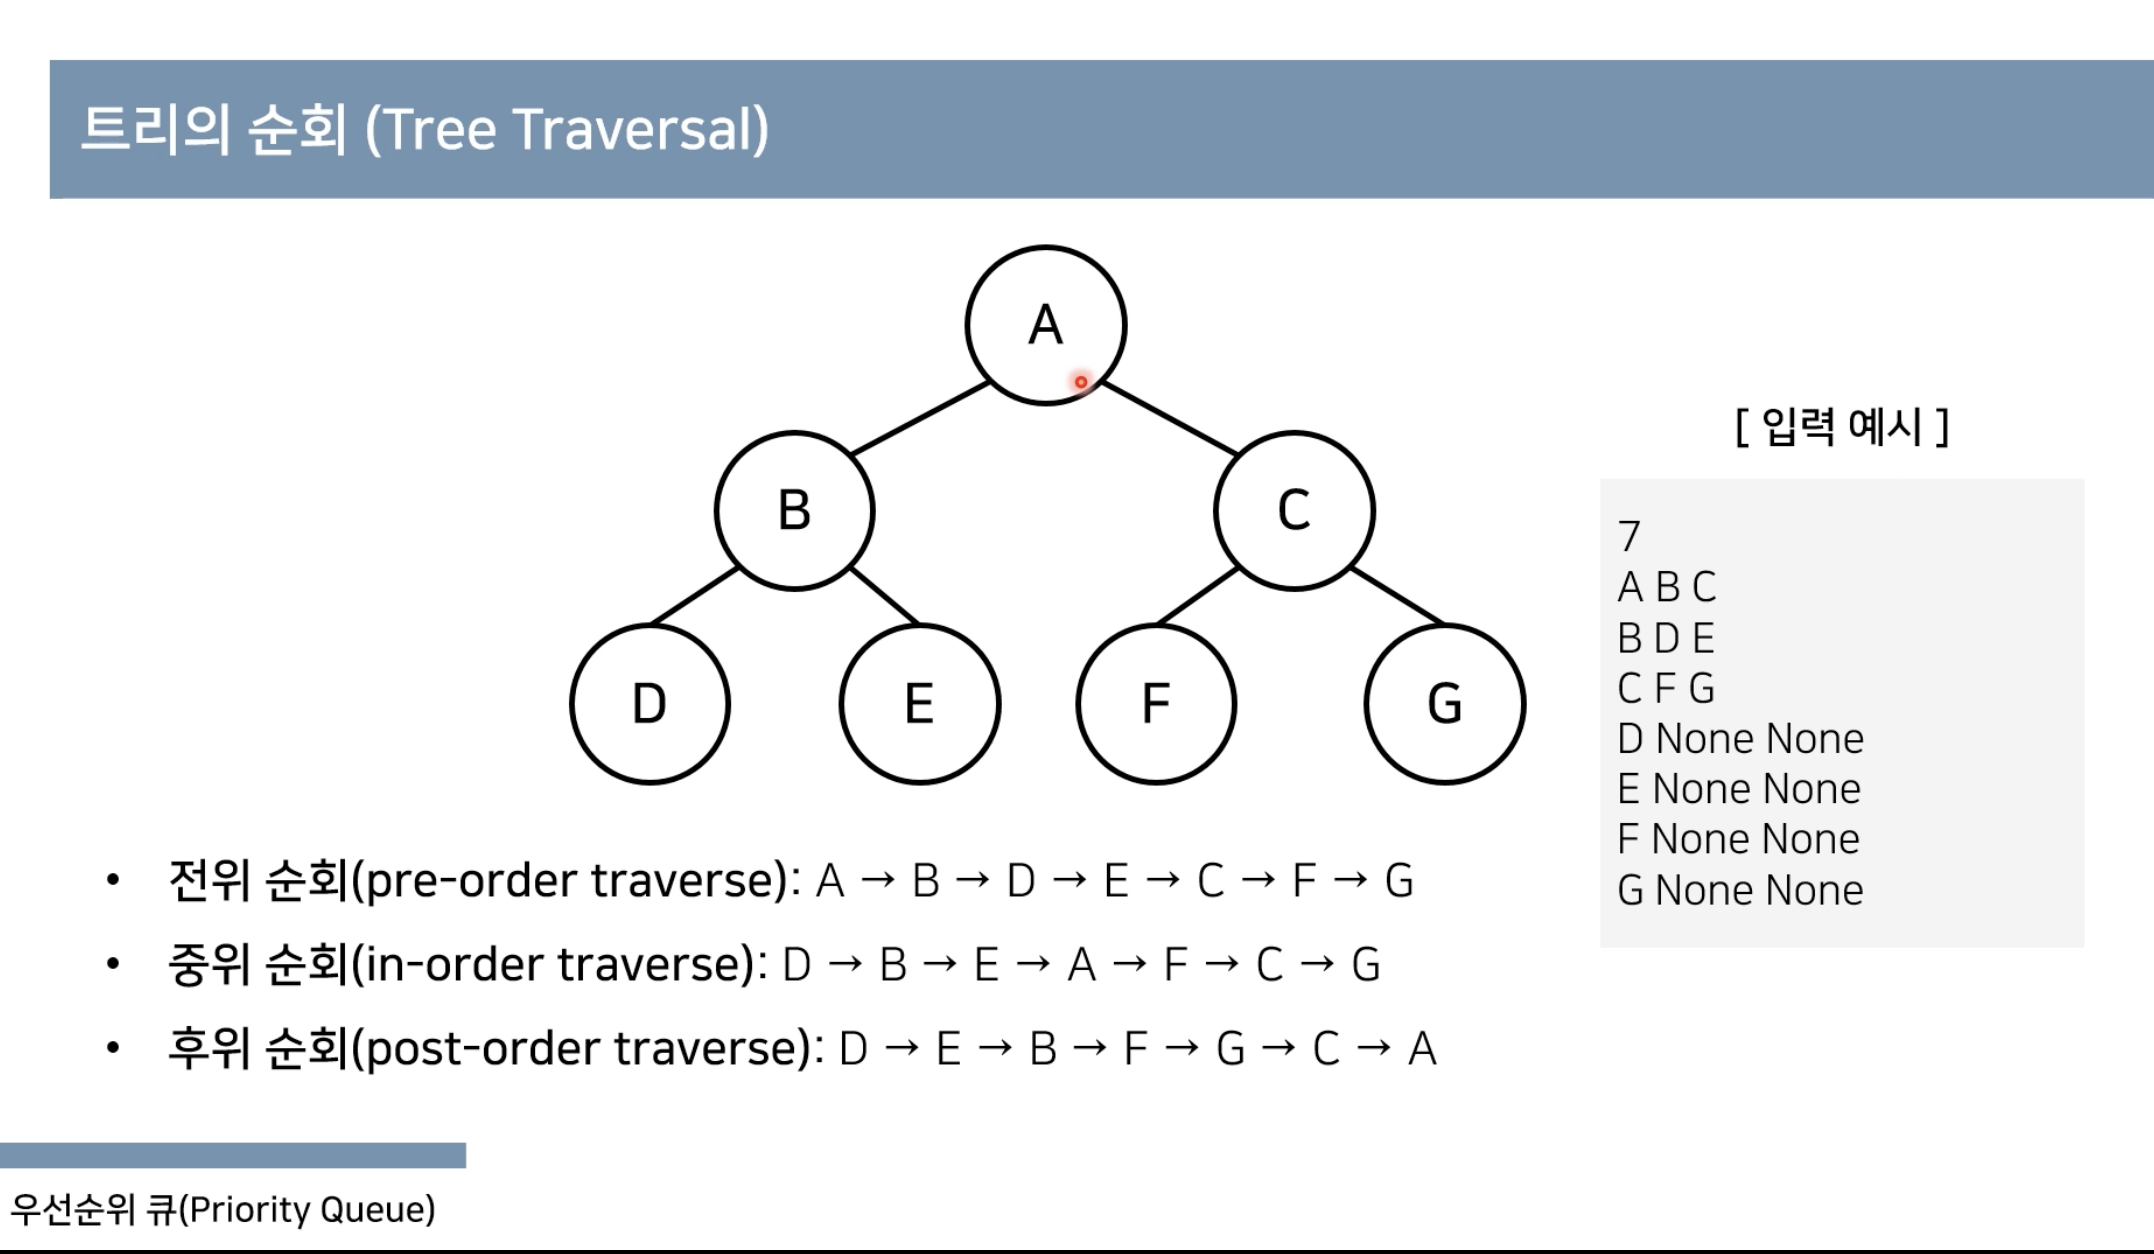 트리의 순회 (Tree Traversal)
A
B
C
D
E
F
G
[ 입력 예시 ]
7
A B C
B D E
C F G
D None None
E None None
F None None
G None None
• 전위 순회(pre-order traverse): A → B → D → E → C → F → G
• 중위 순회(in-order traverse): D → B → E → A → F → C → G
• 후위 순회(post-order traverse): D → E → B → F → G → C → A
우선순위 큐(Priority Queue)